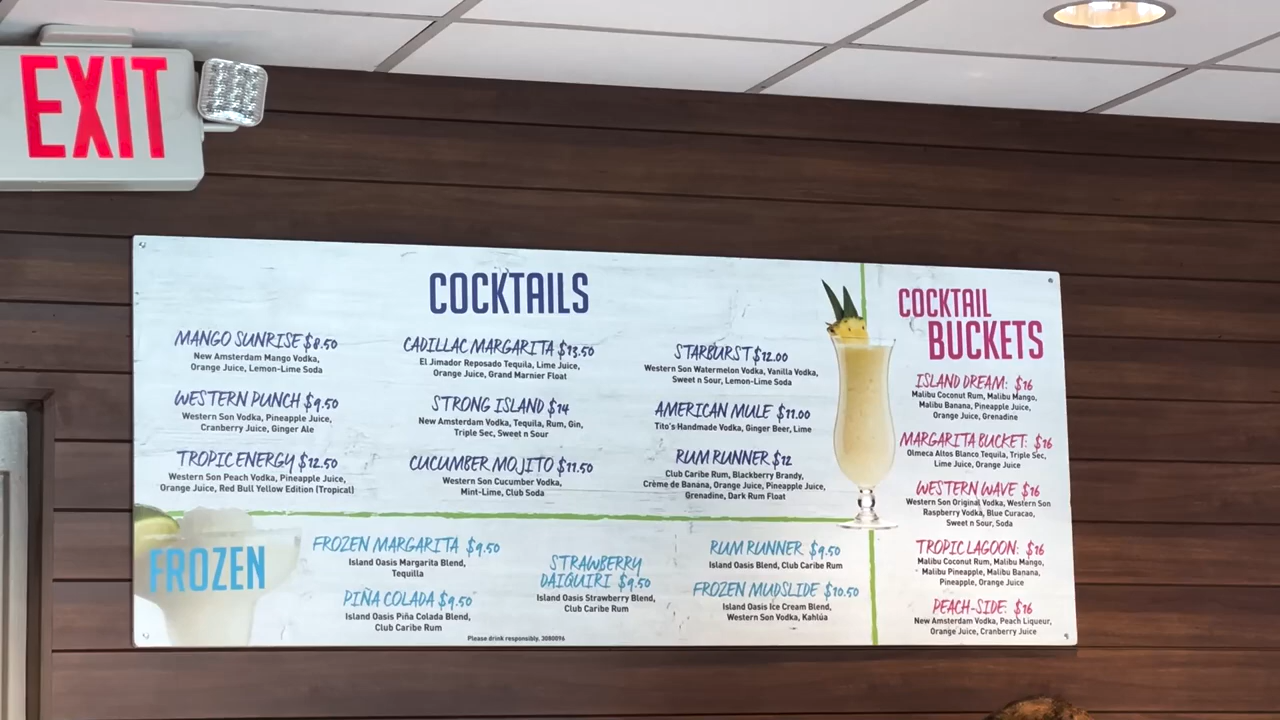 EXIT
COCKTAILS
MANGO SUNRISE $8.50
New Amsterdam Mango Vodka,
Orange Juice, Lemon-Lime Soda
WESTERN PUNCH $9.50
Western Son Vodka, Pineapple Juice,
Cranberry Juice, Ginger Ale
TROPIC ENERGY $12.50
Western Son Peach Vodka, Pineapple Juice,
Orange Juice, Red Bull Yellow Edition (Tropical)
CADILLAC MARGARITA $13.50
El Jimador Reposado Tequila, Lime Juice,
Orange Juice, Grand Marnier Float
STRONG ISLAND $14
New Amsterdam Vodka, Tequila, Rum, Gin,
Triple Sec, Sweet n Sour
CUCUMBER MOJITO $11.50
Western Son Cucumber Vodka,
Mint-Lime, Club Soda
STARBURST $12.00
Western Son Watermelon Vodka, Vanilla Vodka,
Sweet n Sour, Lemon-Lime Soda
AMERICAN MULE $11.00
Tito's Handmade Vodka, Ginger Beer, Lime
RUM RUNNER $12
Club Caribe Rum, Blackberry Brandy,
Crème de Banana, Orange Juice, Pineapple Juice,
Grenadine, Dark Rum Float
COCKTAIL
BUCKETS
ISLAND DREAM: $16
Malibu Coconut Rum, Malibu Mango,
Malibu Banana, Pineapple Juice,
Orange Juice, Grenadine
MARGARITA BUCKET: $16
Olmeca Altos Blanco Tequila, Triple Sec,
Lime Juice, Orange Juice
WESTERN WAVE $16
Western Son Original Vodka, Western Son
Raspberry Vodka, Blue Curacao,
Sweet n Sour, Soda
TROPIC LAGOON: $16
Malibu Coconut Rum, Malibu Mango,
Malibu Pineapple, Malibu Banana,
Pineapple, Orange Juice
PEACH-SIDE: $16
New Amsterdam Vodka, Peach Liqueur,
Orange Juice, Cranberry Juice
FROZEN
FROZEN MARGARITA $9.50
Island Oasis Margarita Blend,
Tequilla
PIÑA COLADA $9.50
Island Oasis Piña Colada Blend,
Club Caribe Rum
STRAWBERRY
DAIQUIRI $9.50
Island Oasis Strawberry Blend,
Club Caribe Rum
RUM RUNNER $9.50
Island Oasis Blend, Club Caribe Rum
FROZEN MUDSLIDE $10.50
Island Oasis Ice Cream Blend,
Western Son Vodka, Kahlúa
Please drink responsibly, 3080096